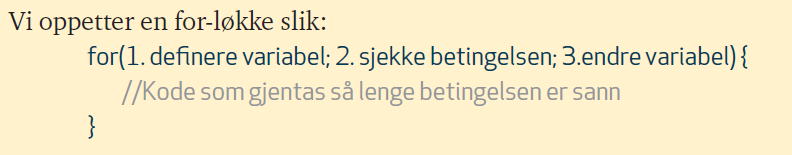 Vi oppetter en for-løkke slik:
for(1. definere variabel; 2. sjekke betingelsen; 3.endre variabel) {
//Kode som gjentas så lenge betingelsen er sann
}